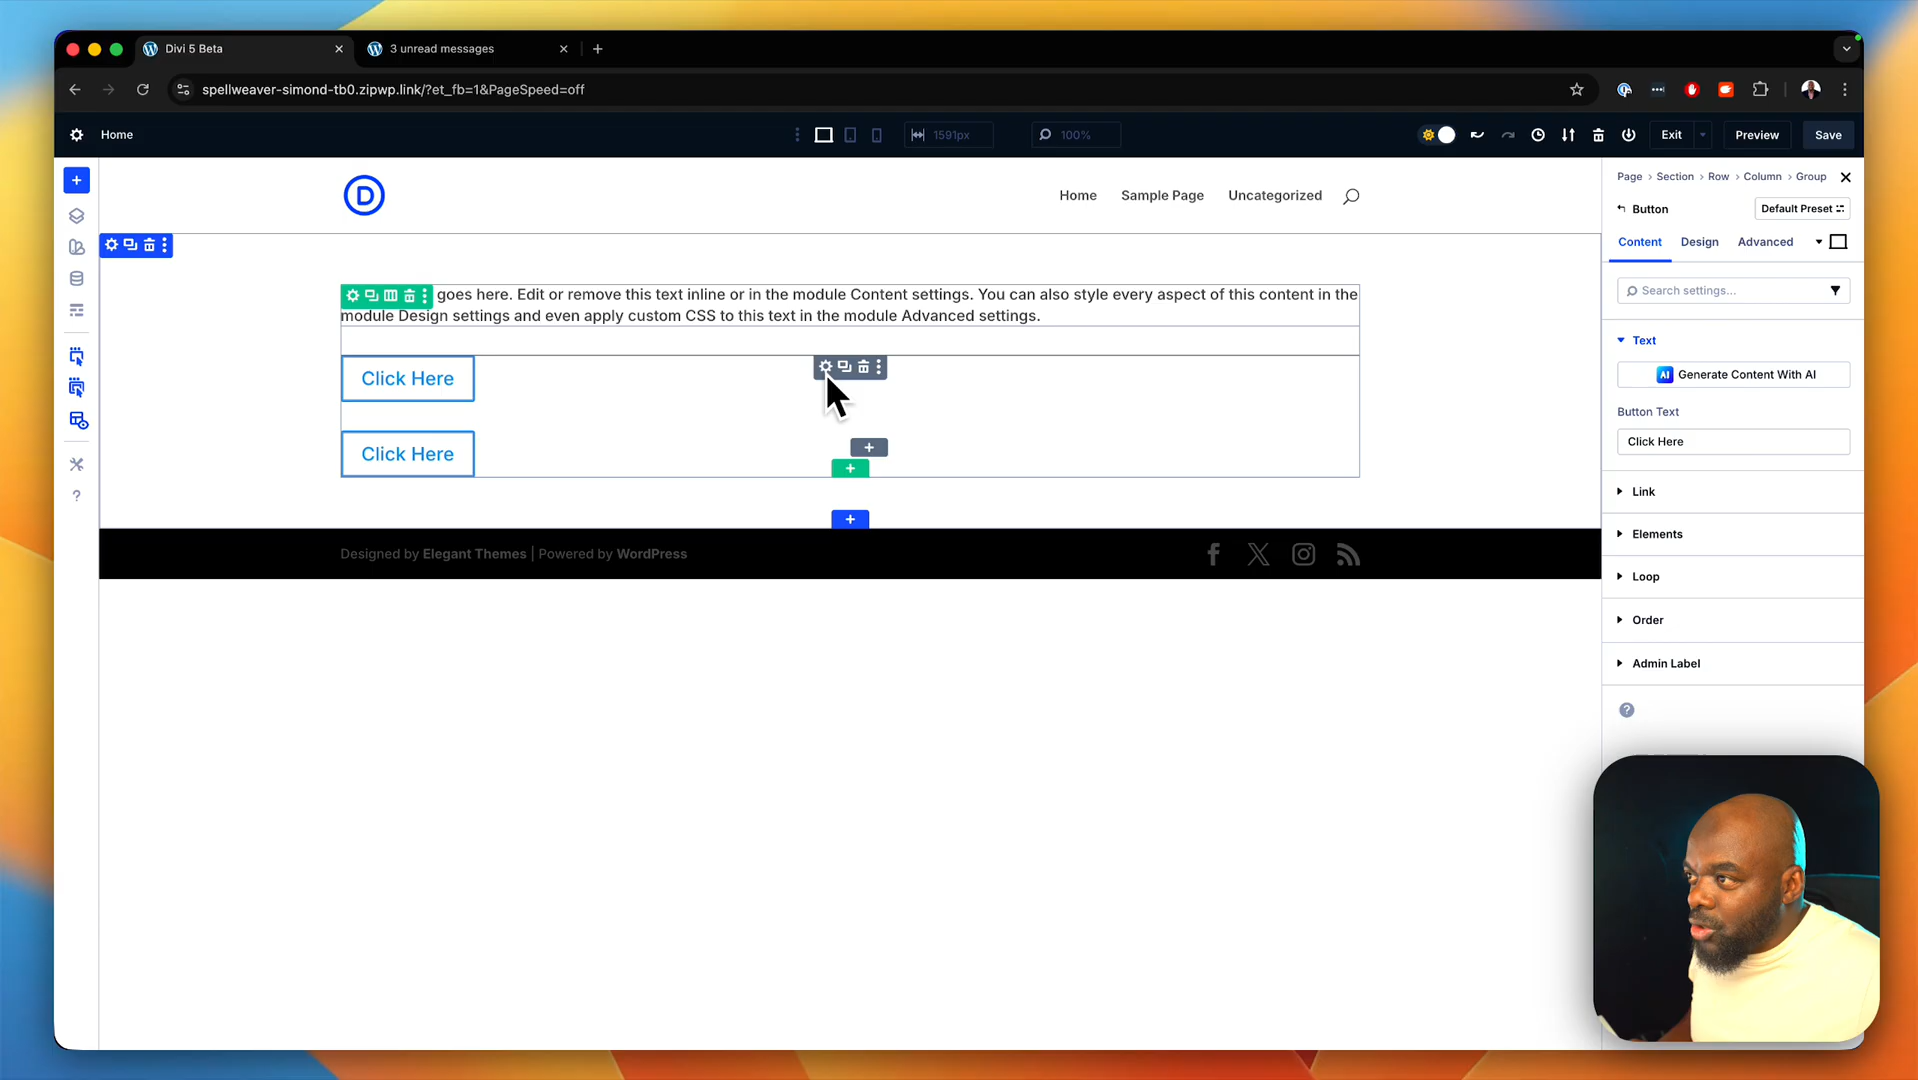 Divi 5 Beta
3 unread messages
spellweaver-simond-tb0.zipwp.link/?et_fb=1&PageSpeed=off
Home
1591px
100%
Exit
Preview
Save
D
Home
Sample Page
Uncategorized
goes here. Edit or remove this text inline or in the module Content settings. You can also style every aspect of this content in the
module Design settings and even apply custom CSS to this text in the module Advanced settings.
Click Here
Click Here
Designed by Elegant Themes | Powered by WordPress
Page > Section > Row > Column > Group
Button
Default Preset
Content
Design
Advanced
Search settings...
Text
AI Generate Content With AI
Button Text
Click Here
Link
Elements
Loop
Order
Admin Label